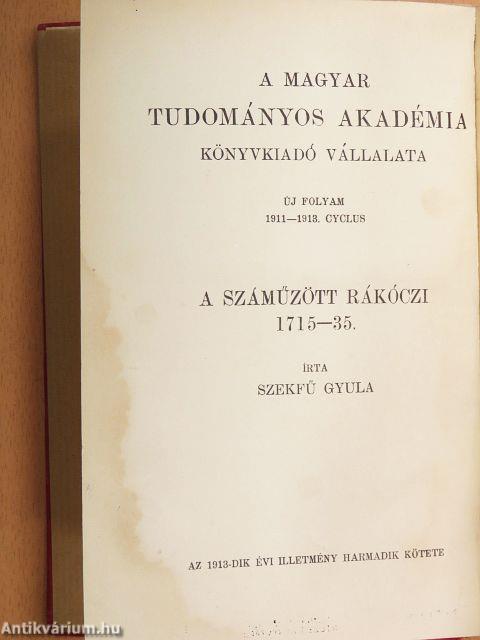 A MAGYAR
TUDOMÁNYOS AKADÉMIA
KÖNYVKIADÓ VÁLLALATA
ÚJ FOLYAM
1911—1913. CYCLUS
A SZÁMŰZÖTT RÁKÓCZI
1715—35.
ÍRTA
SZEKFŰ GYULA
AZ 1913-DIK ÉVI ILLETMÉNY HARMADIK KÖTETE
Antikvárium.hu